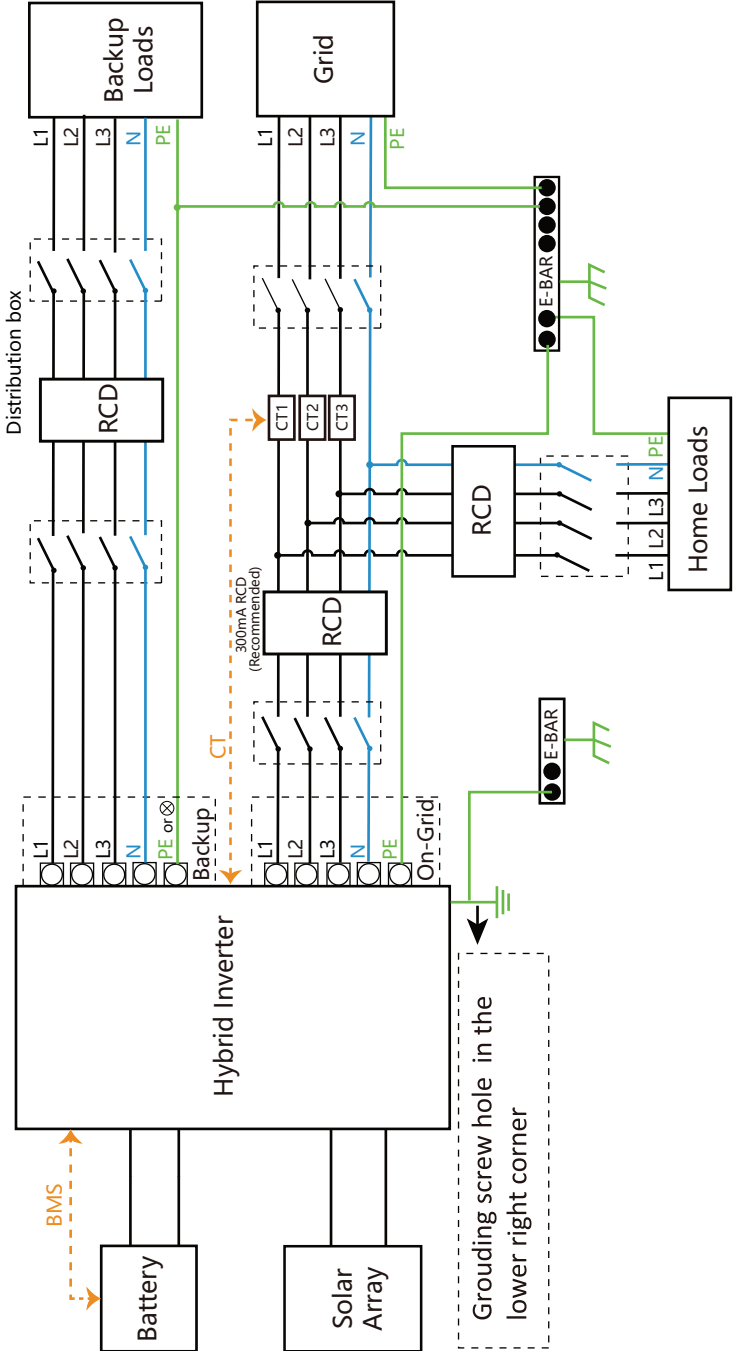 Distribution box
BMS
Battery
Solar
Array
Hybrid Inverter
Grouding screw hole in the
lower right corner
L1
L2
L3
N
PE or
Backup
CT
L1
L2
L3
N
PE
On-Grid
300mA RCD
(Recommended)
RCD
RCD
CT1
CT2
CT3
L1
L2
L3
N
PE
Backup
Loads
L1
L2
L3
N
PE
Grid
RCD
E-BAR
E-BAR
L1
L2
L3
N
PE
Home Loads